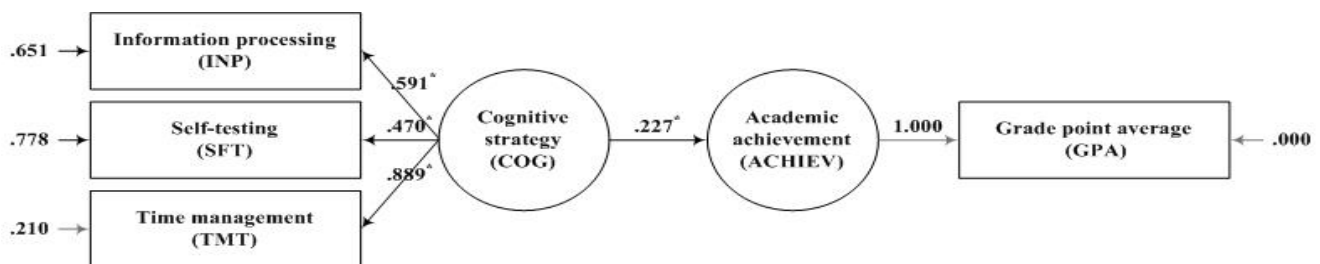 Information processing
(INP)
.651
.591*
Self-testing
(SFT)
.778
.470*
Time management
(TMT)
.210
.889*
Cognitive
strategy
(COG)
.227*
Academic
achievement
(ACHIEV)
1.000
Grade point average
(GPA)
.000